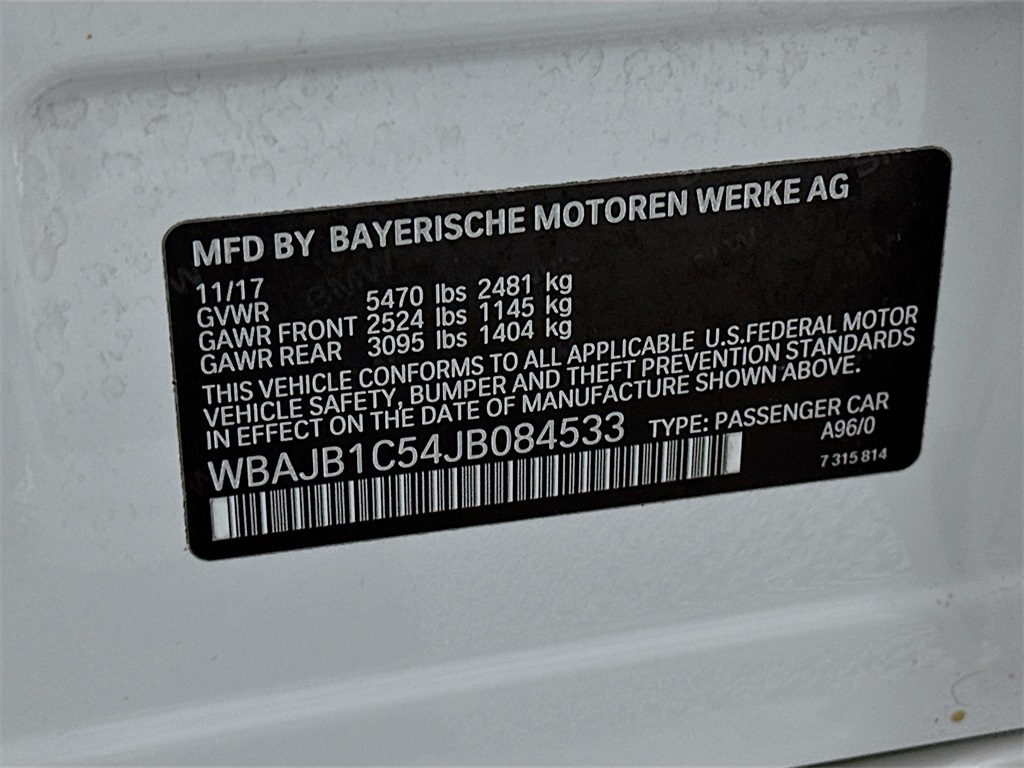 MFD BY BAYERISCHE MOTOREN WERKE AG
11/17
GVWR 5470 lbs 2481 kg
GAWR FRONT 2524 lbs 1145 kg
GAWR REAR 3095 lbs 1404 kg
THIS VEHICLE CONFORMS TO ALL APPLICABLE U.S.FEDERAL MOTOR
VEHICLE SAFETY, BUMPER AND THEFT PREVENTION STANDARDS
IN EFFECT ON THE DATE OF MANUFACTURE SHOWN ABOVE.
WBAJB1C54JB084533 TYPE: PASSENGER CAR
A96/0
7 315 814